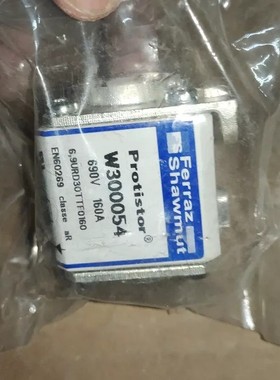 Ferraz
Shawmut
Protistor®
W300054
690V 160A
6,9URD30TTF0160
EN60269 classe aR